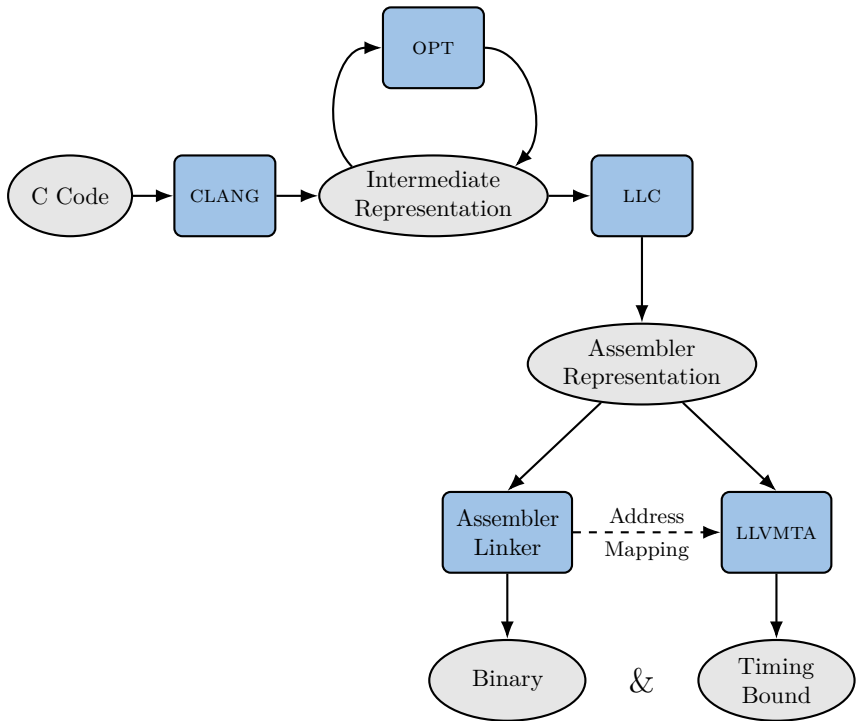 OPT
C Code
CLANG
Intermediate
Representation
LLC
Assembler
Representation
Assembler
Linker
Address
Mapping
LLVMTA
Binary
&
Timing
Bound